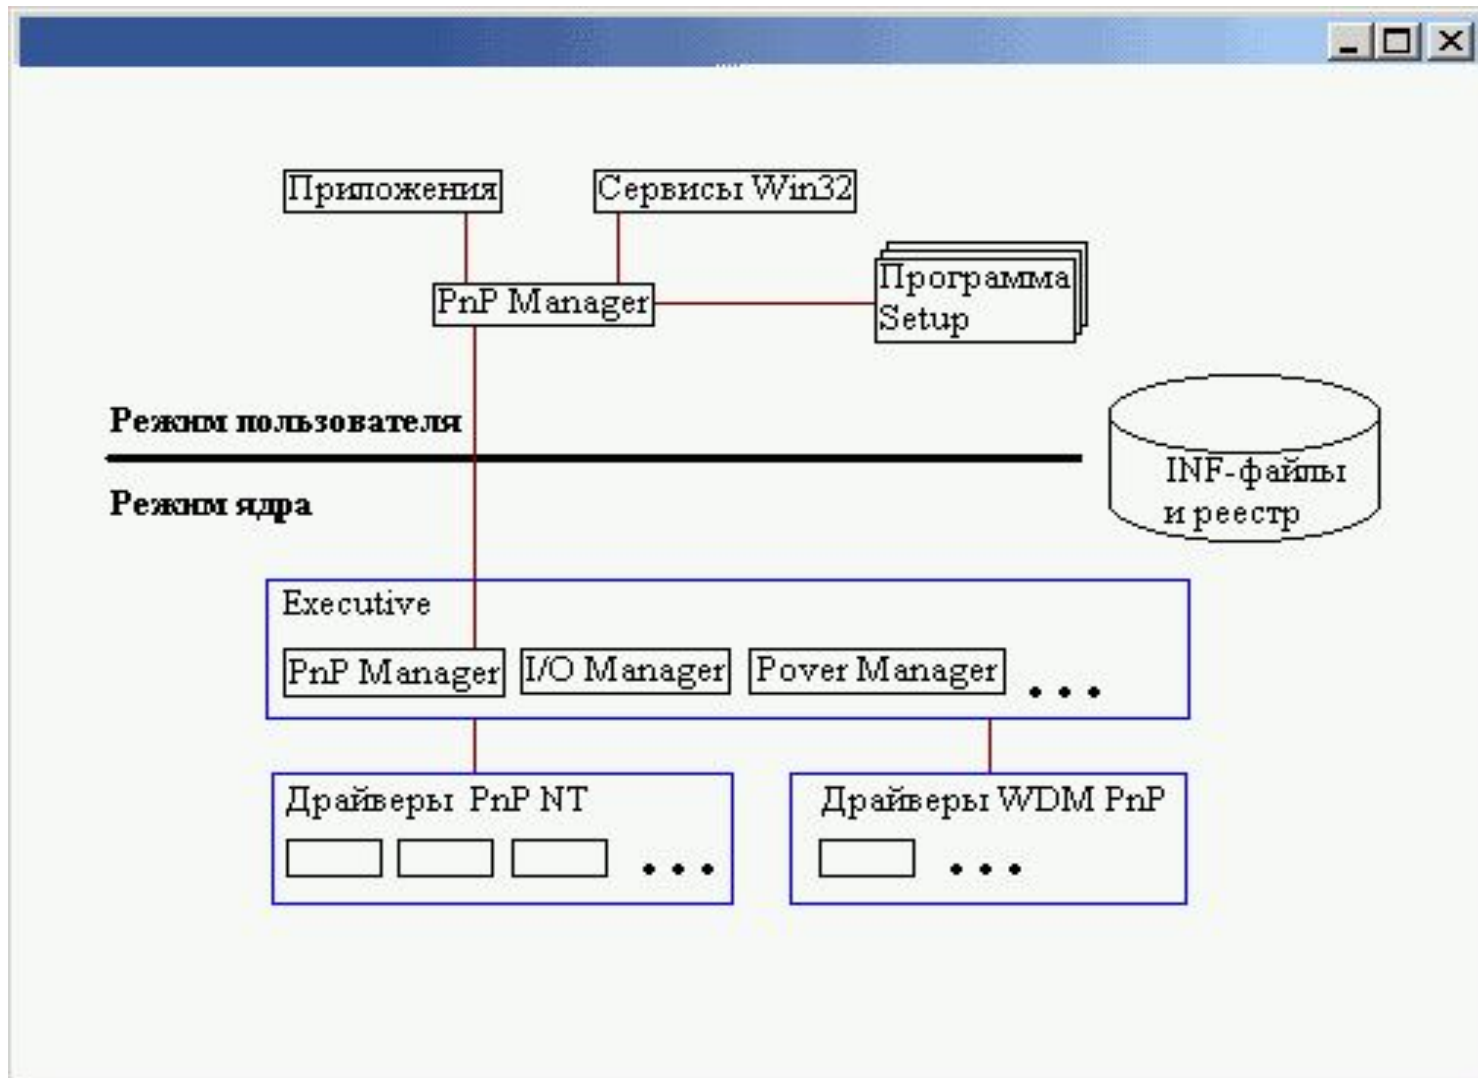 Приложения
Сервисы Win32
PnP Manager
Программа
Setup
Режим пользователя
Режим ядра
INF-файлы
и реестр
Executive
PnP Manager
I/O Manager
Pover Manager
Драйверы PnP NT
Драйверы WDM PnP